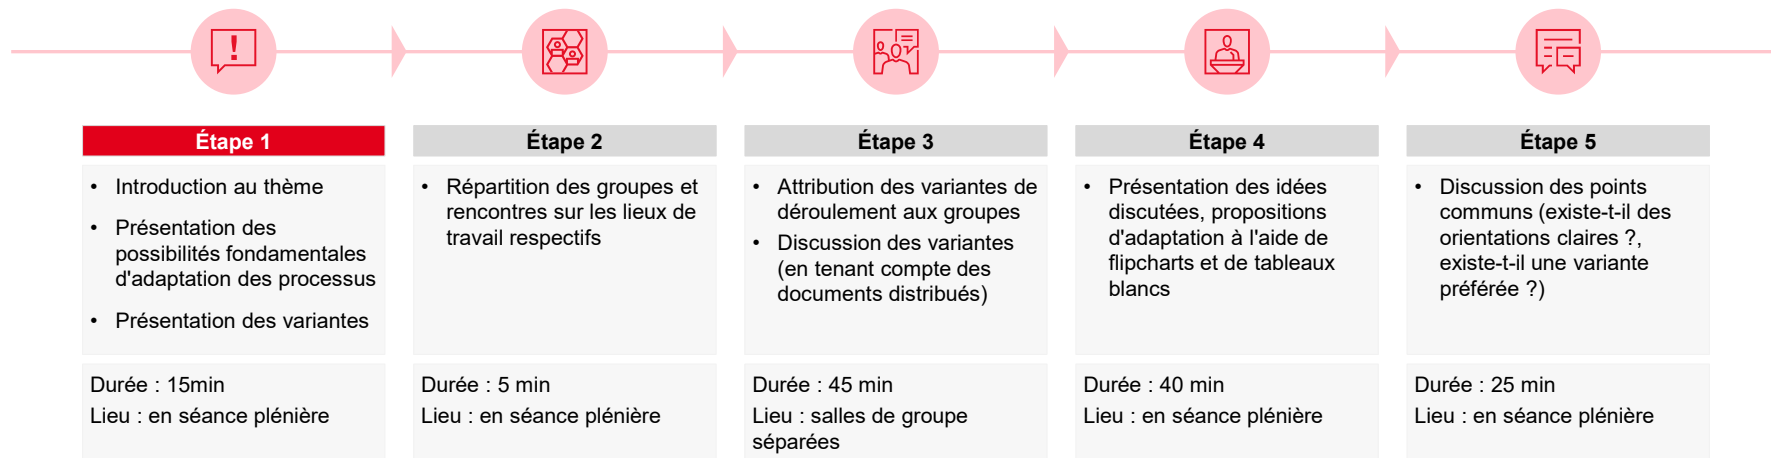 !
Étape 1
• Introduction au thème
• Présentation des
possibilités fondamentales
d'adaptation des processus
• Présentation des variantes
Durée : 15min
Lieu : en séance plénière
Étape 2
• Répartition des groupes et
rencontres sur les lieux de
travail respectifs
Durée : 5 min
Lieu : en séance plénière
Étape 3
• Attribution des variantes de
déroulement aux groupes
• Discussion des variantes
(en tenant compte des
documents distribués)
Durée : 45 min
Lieu : salles de groupe
séparées
Étape 4
• Présentation des idées
discutées, propositions
d'adaptation à l'aide de
flipcharts et de tableaux
blancs
Durée : 40 min
Lieu : en séance plénière
Étape 5
• Discussion des points
communs (existe-t-il des
orientations claires ?,
existe-t-il une variante
préférée ?)
Durée : 25 min
Lieu : en séance plénière